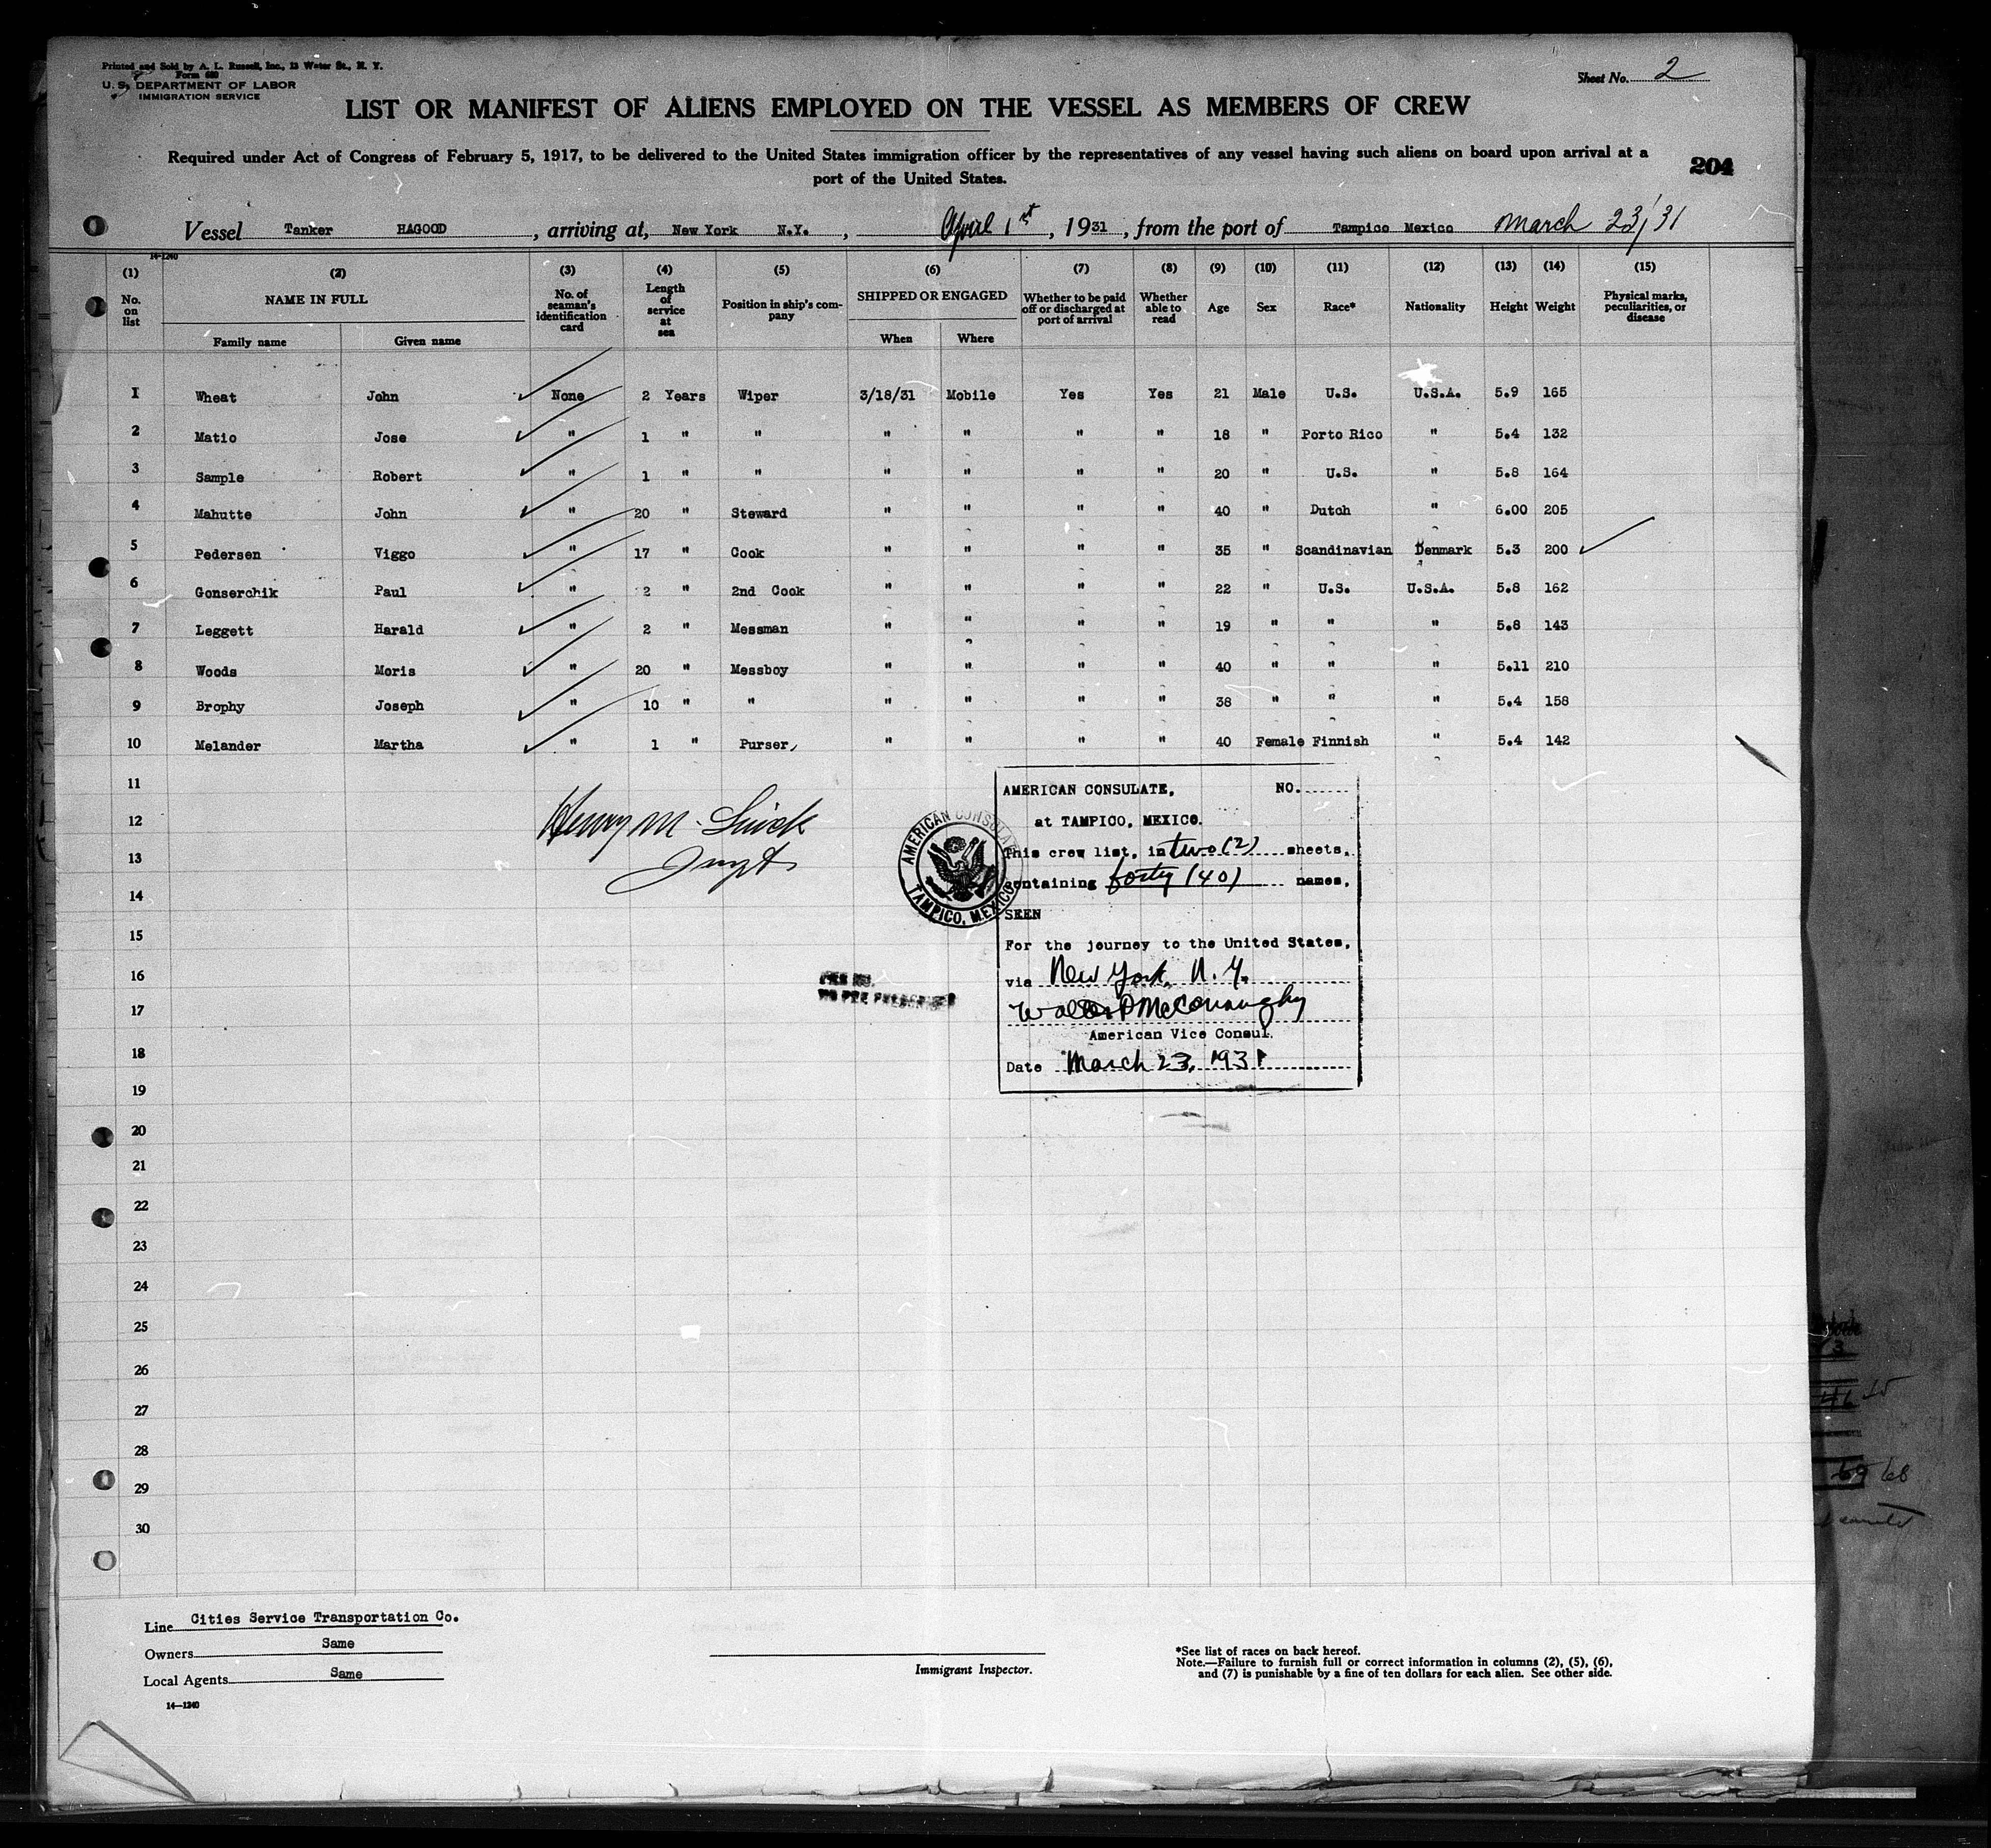 Printed and Sold by A. L. Russell, Inc., 13 Water St., N. Y.
Form 680
U. S. DEPARTMENT OF LABOR
IMMIGRATION SERVICE
Sheet No. 2
LIST OR MANIFEST OF ALIENS EMPLOYED ON THE VESSEL AS MEMBERS OF CREW
Required under Act of Congress of February 5, 1917, to be delivered to the United States immigration officer by the representatives of any vessel having such aliens on board upon arrival at a
port of the United States.
204
Vessel Tanker HAGOOD, arriving at, New York N.Y., April 1st, 1931, from the port of Tampico Mexico March 23/31
14-1240
(1) (2) (3) (4) (5) (6) (7) (8) (9) (10) (11) (12) (13) (14) (15)
No. on list NAME IN FULL Family name Given name No. of seaman's identification card Length of service at sea Position in ship's company SHIPPED OR ENGAGED When Where Whether to be paid off or discharged at port of arrival Whether able to read Age Sex Race* Nationality Height Weight Physical marks, peculiarities, or disease
1 Wheat John None 2 Years Wiper 3/18/31 Mobile Yes Yes 21 Male U.S. U.S.A. 5.9 165
2 Matio Jose " 1 " " " " " " 18 " Porto Rico " 5.4 132
3 Sample Robert " 1 " " " " " " 20 " U.S. " 5.8 164
4 Mahutte John " 20 " Steward " " " " 40 " Dutch " 6.00 205
5 Pedersen Viggo " 17 " Cook " " " " 35 " Scandinavian Denmark 5.3 200
6 Gonserchik Paul " 2 " 2nd Cook " " " " 22 " U.S. U.S.A. 5.8 162
7 Leggett Harald " 2 " Messman " " " " 19 " " " 5.8 143
8 Woods Moris " 20 " Messboy " " " " 40 " " " 5.11 210
9 Brophy Joseph " 10 " " " " " " 38 " " " 5.4 158
10 Melander Martha " 1 " Purser " " " " 40 Female Finnish " 5.4 142
11
12
13
14
15
16
17
18
19
20
21
22
23
24
25
26
27
28
29
30
Henry M.
AMERICAN CONSULATE
TAMPICO, MEXICO
AMERICAN CONSULATE, NO.
at TAMPICO, MEXICO.
This crew list, in two (2) sheets,
containing forty (40) names,
SEEN
For the journey to the United States,
via New York, N. Y.
Walter P McConaughy
American Vice Consul.
Date March 23, 1931
Line Cities Service Transportation Co.
Owners Same
Local Agents Same
14-1240
Immigrant Inspector.
*See list of races on back hereof.
Note.—Failure to furnish full or correct information in columns (2), (5), (6),
and (7) is punishable by a fine of ten dollars for each alien. See other side.